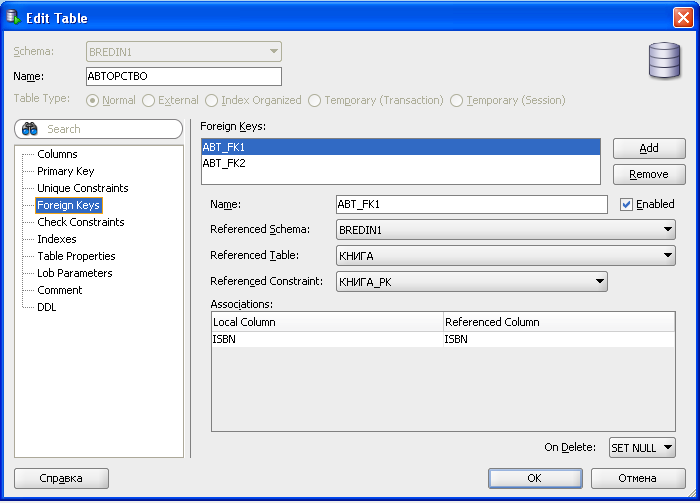 Edit Table
Schema: BREDIN1
Name: АВТОРСТВО
Table Type: Normal External Index Organized Temporary (Transaction) Temporary (Session)
Search
Columns
Primary Key
Unique Constraints
Foreign Keys
Check Constraints
Indexes
Table Properties
Lob Parameters
Comment
DDL
Foreign Keys:
АВТ_FK1
АВТ_FK2
Add
Remove
Name: АВТ_FK1 Enabled
Referenced Schema: BREDIN1
Referenced Table: КНИГА
Referenced Constraint: КНИГА_PK
Associations:
Local Column Referenced Column
ISBN ISBN
On Delete: SET NULL
Справка OK Отмена